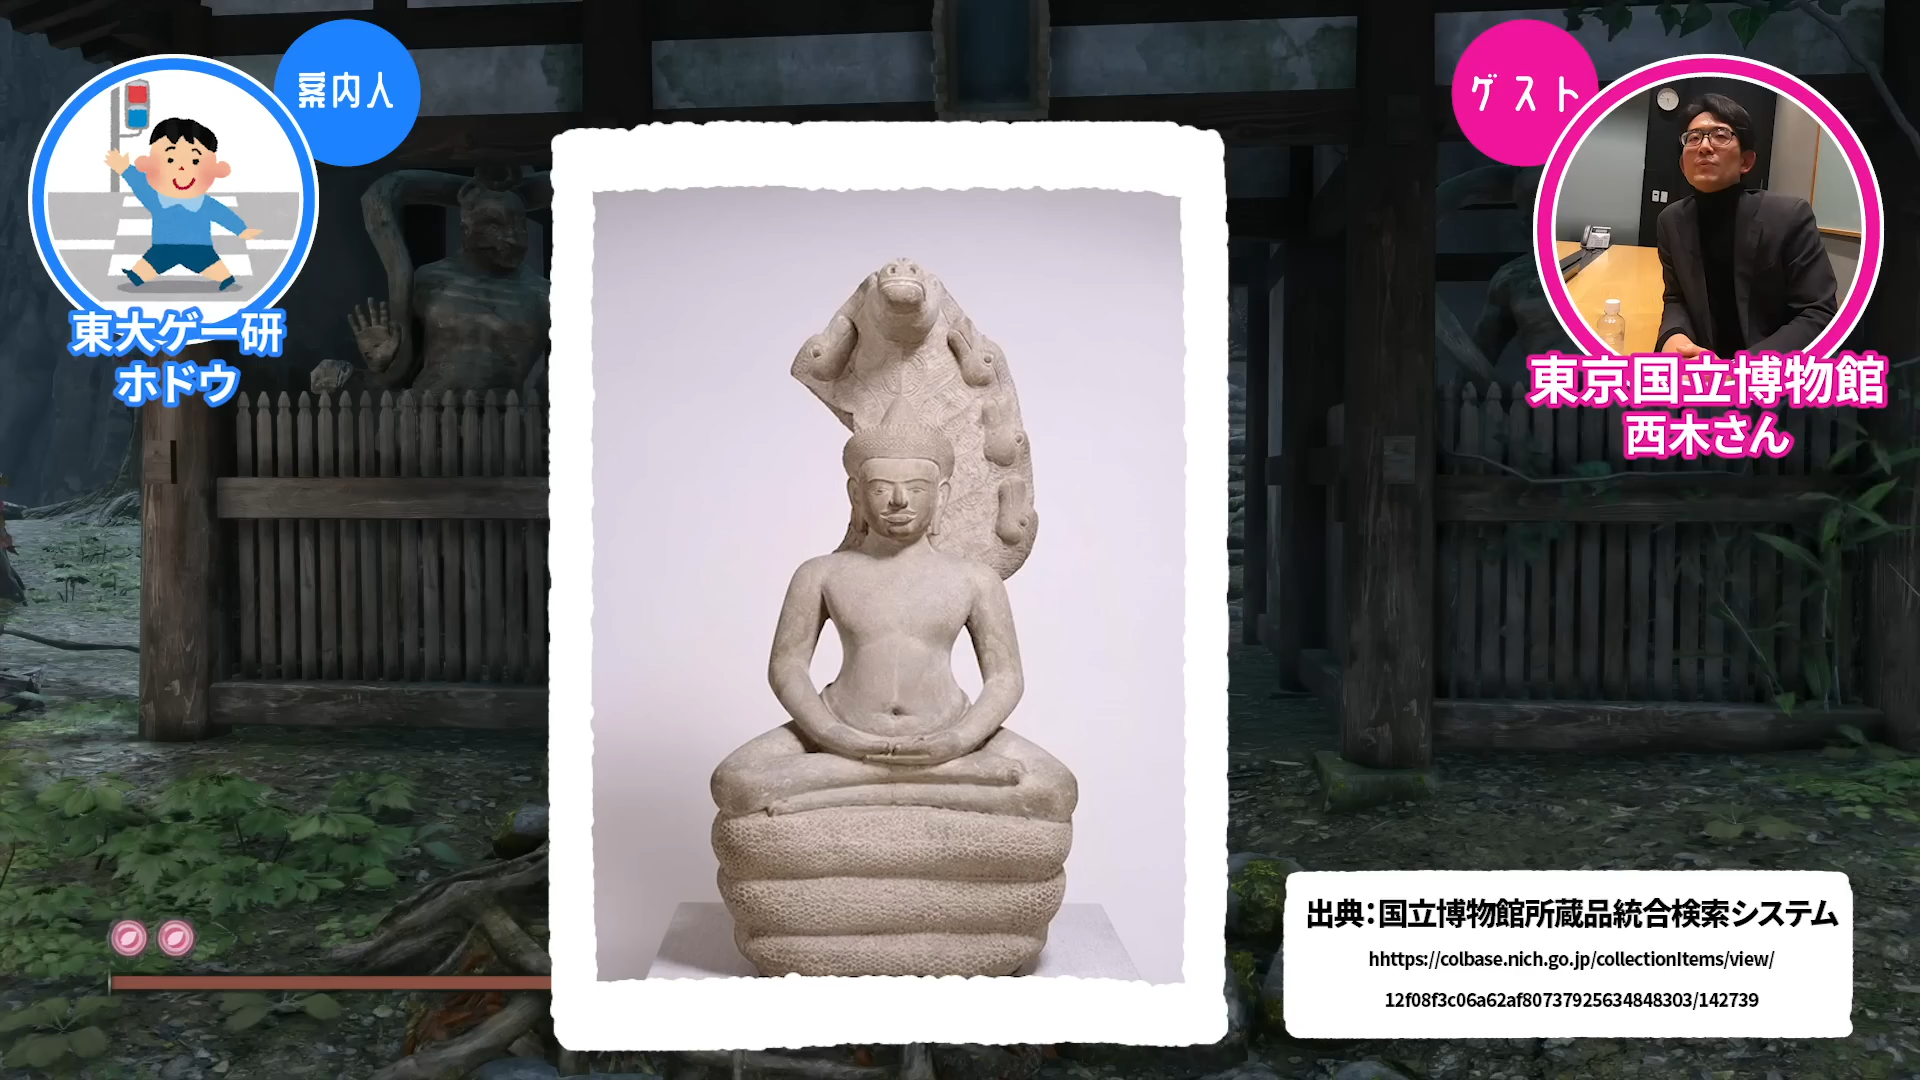 案内人
東大ゲー研
ホドウ
ゲスト
東京国立博物館
西木さん
出典:国立博物館所蔵品統合検索システム
hhttps://colbase.nich.go.jp/collectionItems/view/
12f08f3c06a62af80737925634848303/142739